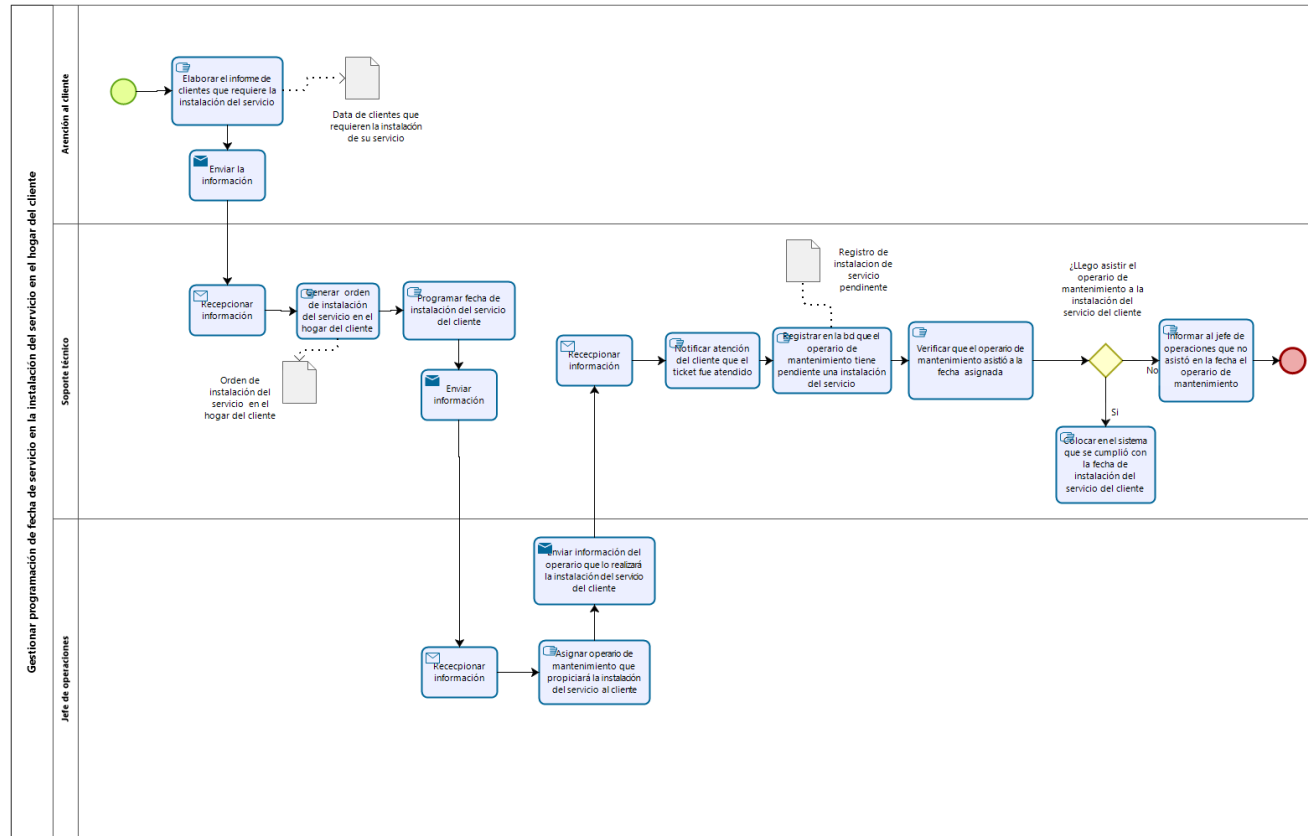 Gestionar programación de fecha de servicio en la instalación del servicio en el hogar del cliente
Atención al cliente
Elaborar el informe de
clientes que requiere la
instalación del servicio
Data de clientes que
requieren la instalación
de su servicio
Enviar la
información
Soporte técnico
Recepcionar
información
Generar orden
de instalación
del servicio en el
hogar del cliente
Orden de
instalación del
servicio en el
hogar del cliente
Programar fecha de
instalación del servicio
del cliente
Enviar
información
Rececpionar
información
Notificar atención
del client que el
ticket fue atendido
Registro de
instalacion de
servicio
pendinente
Registrar en la bd que el
operario de
mantenimiento tiene
pendiente una instalación
del servicio
Verificar que el operario de
mantenimiento asistió a la
fecha asignada
¿LLego asistir el
operario de
mantenimiento a la
instalación del
servicio del cliente
No
Si
Informar al jefe de
operaciones que no
asistó en la fecha el
operario de
mantenimiento
Colocar en el sistema
que se cumplió con
la fecha de
instalación del
servicio del cliente
Jefe de operaciones
Enviar información del
operario que lo realizará
la instalación del servicio
del cliente
Rececpionar
información
Asignar operario de
mantenimiento que
propiciará la instalación
del servicio al cliente